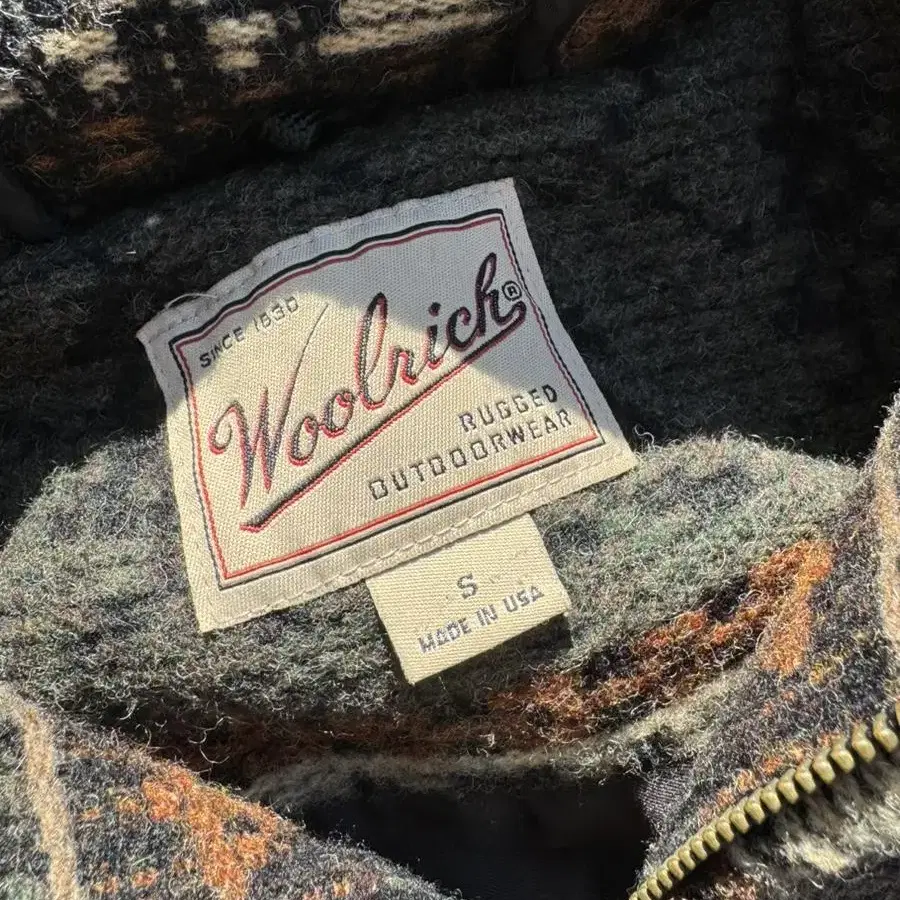 SINCE 1830
Woolrich®
RUGGED
OUTDOORWEAR
S
MADE IN USA